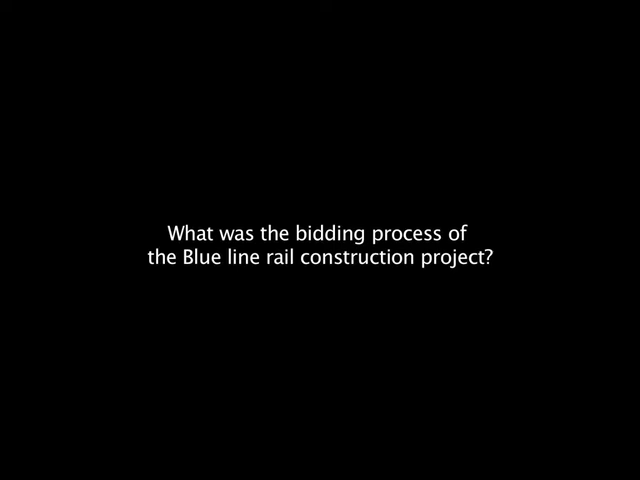 What was the bidding process of
the Blue line rail construction project?